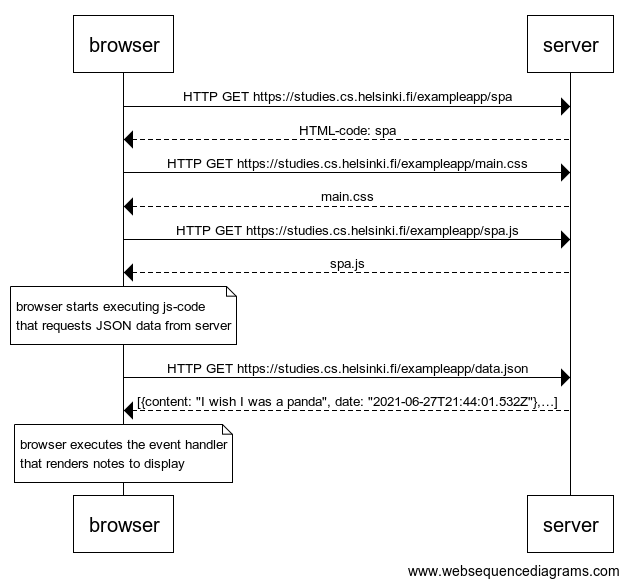 browser
server
HTTP GET https://studies.cs.helsinki.fi/exampleapp/spa
HTML-code: spa
HTTP GET https://studies.cs.helsinki.fi/exampleapp/main.css
main.css
HTTP GET https://studies.cs.helsinki.fi/exampleapp/spa.js
spa.js
browser starts executing js-code
that requests JSON data from server
HTTP GET https://studies.cs.helsinki.fi/exampleapp/data.json
[{content: "I wish I was a panda", date: "2021-06-27T21:44:01.532Z"},…]
browser executes the event handler
that renders notes to display
browser
server
www.websequencediagrams.com